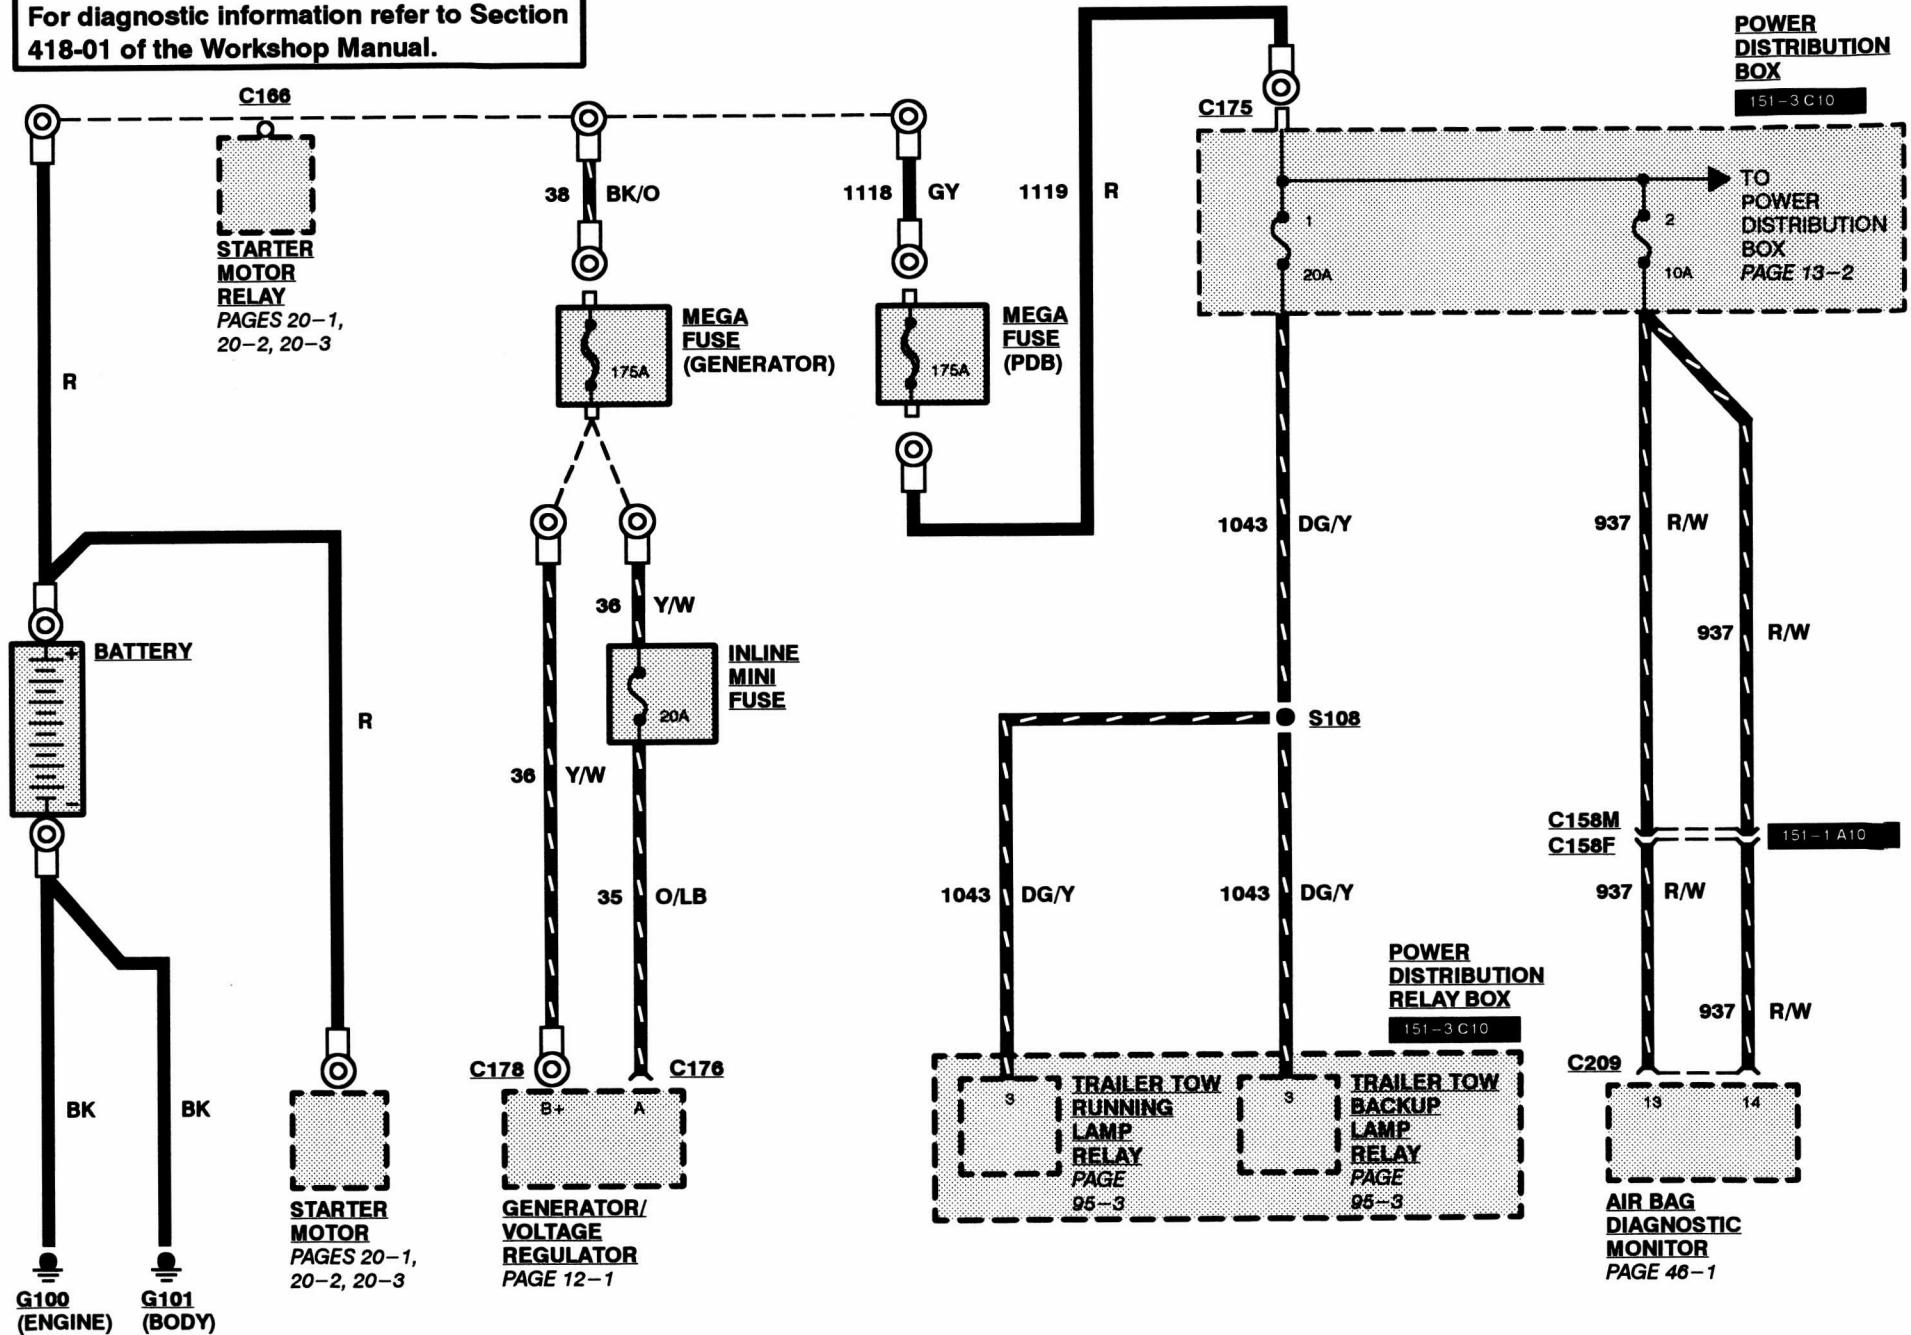 For diagnostic information refer to Section
418-01 of the Workshop Manual.
C166
STARTER
MOTOR
RELAY
PAGES 20-1,
20-2, 20-3
R
38 BK/O
1118 GY
1119 R
C175
POWER
DISTRIBUTION
BOX
151-3 C10
1
20A
2
10A
TO
POWER
DISTRIBUTION
BOX
PAGE 13-2
MEGA
FUSE
(GENERATOR)
175A
MEGA
FUSE
(PDB)
175A
1043 DG/Y
937 R/W
937 R/W
36 Y/W
INLINE
MINI
FUSE
20A
BATTERY
+
-
R
36 Y/W
35 O/LB
S108
1043 DG/Y
1043 DG/Y
C158M
C158F
151-1 A10
937 R/W
937 R/W
POWER
DISTRIBUTION
RELAY BOX
151-3 C10
3
TRAILER TOW
RUNNING
LAMP
RELAY
PAGE
95-3
3
TRAILER TOW
BACKUP
LAMP
RELAY
PAGE
95-3
C209
13 14
AIR BAG
DIAGNOSTIC
MONITOR
PAGE 46-1
C178
C176
B+ A
GENERATOR/
VOLTAGE
REGULATOR
PAGE 12-1
STARTER
MOTOR
PAGES 20-1,
20-2, 20-3
BK
BK
G100
(ENGINE)
G101
(BODY)